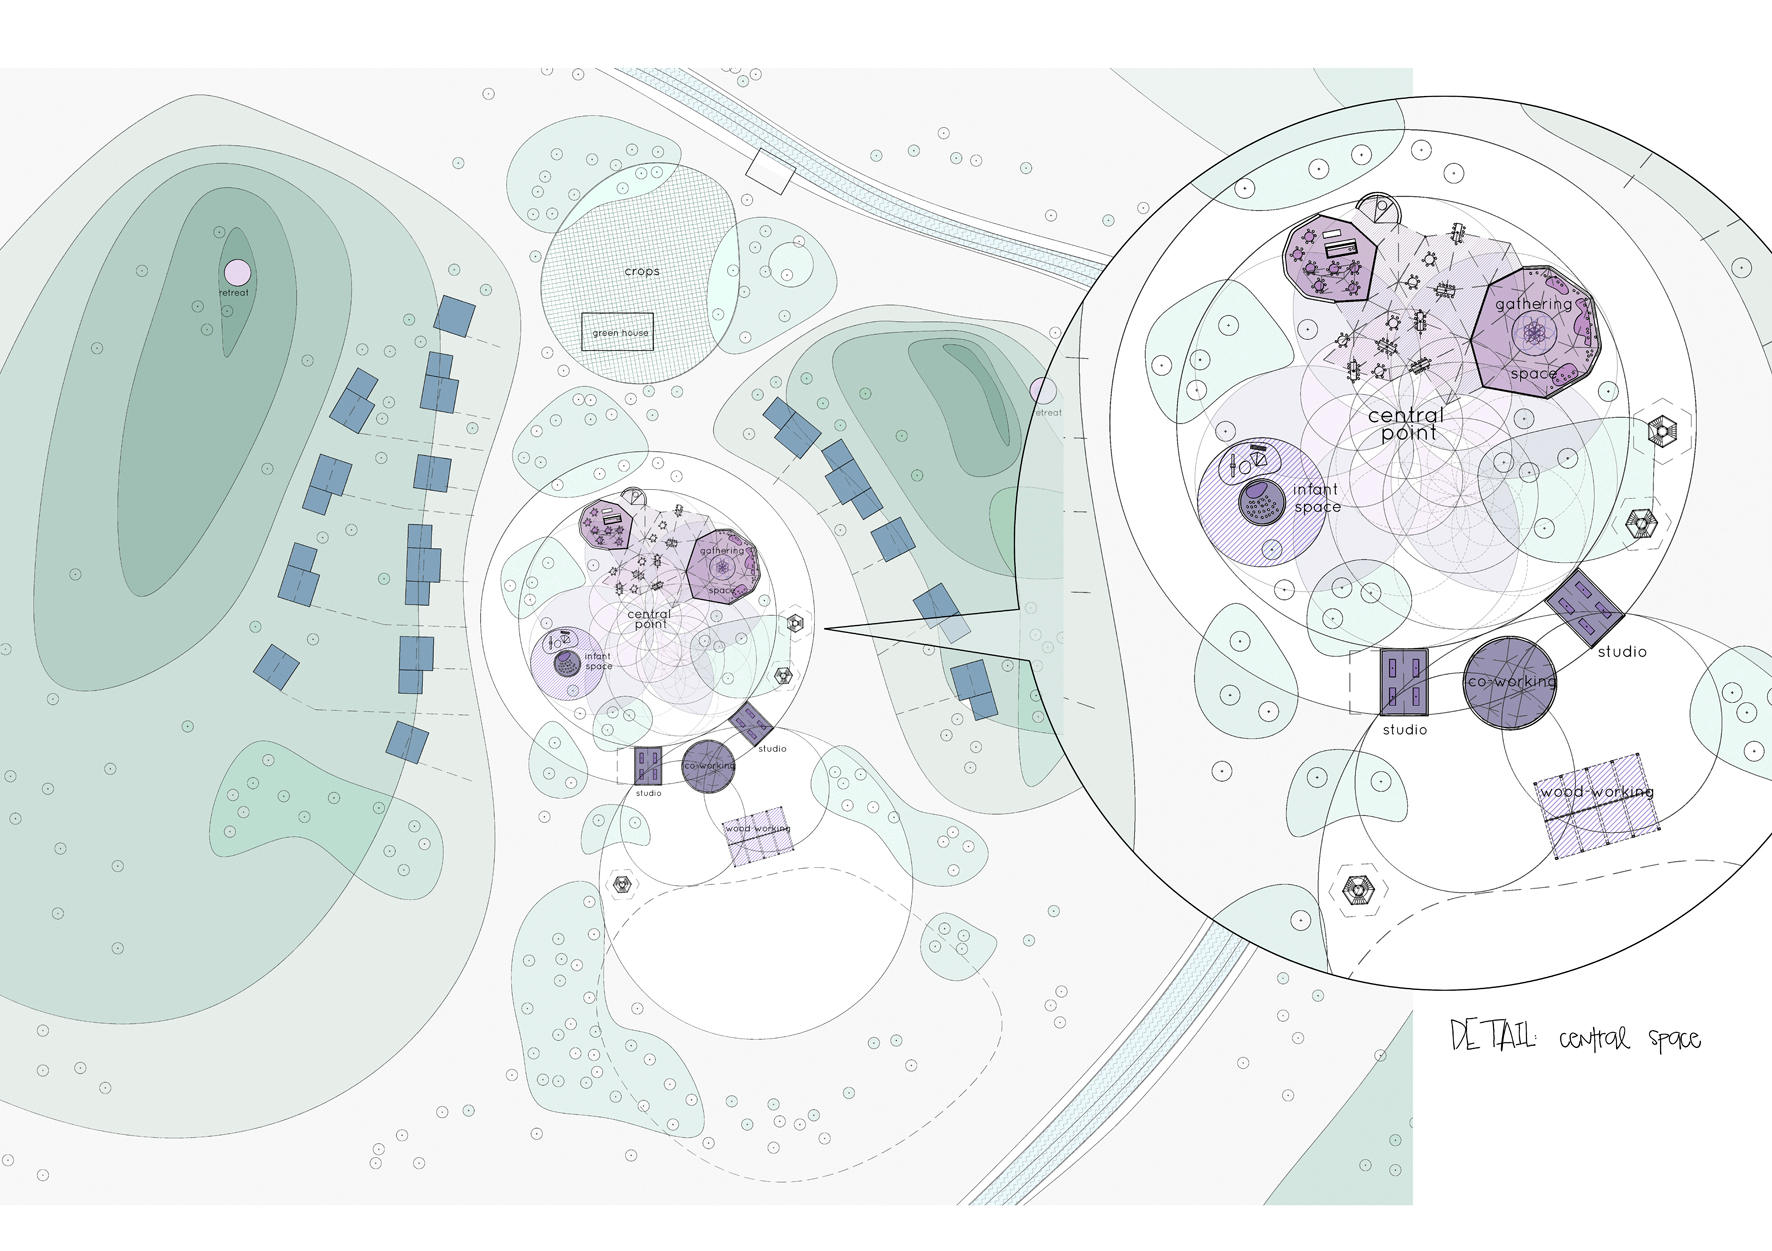 retreat
crops
green house
retreat
gathering
space
central
point
infant
space
studio
co-working
studio
wood-working
gathering
space
central
point
infant
space
studio
co-working
studio
wood-working
DETAIL: central space